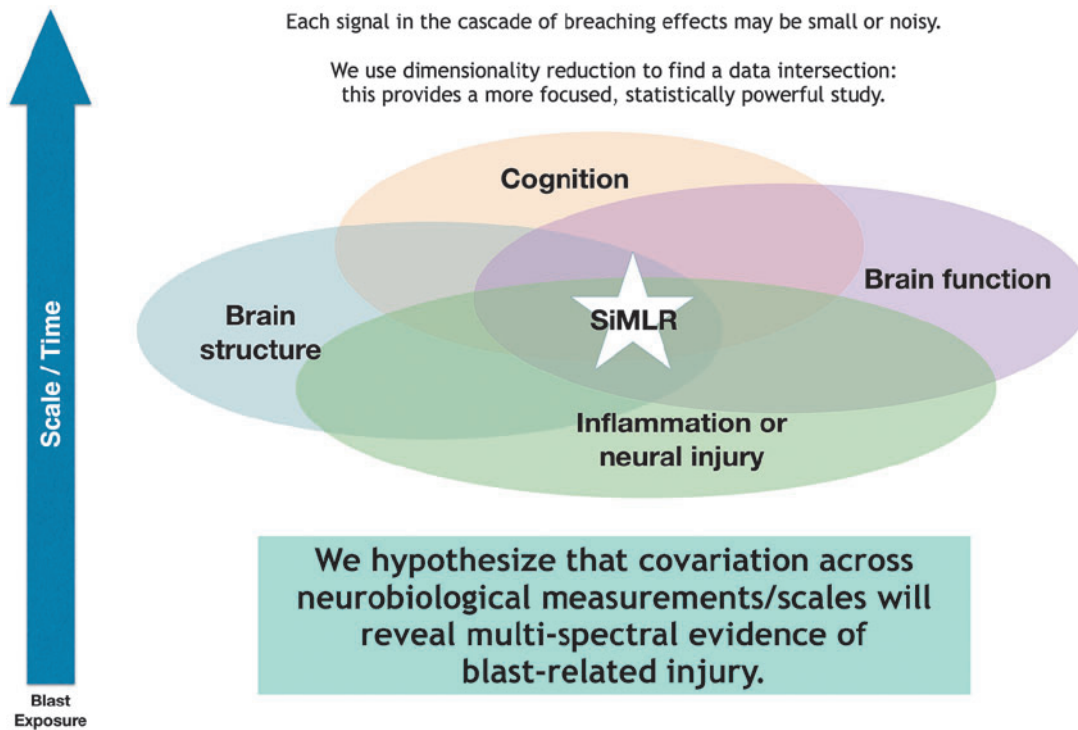 Each signal in the cascade of breaching effects may be small or noisy.
We use dimensionality reduction to find a data intersection:
this provides a more focused, statistically powerful study.
Cognition
Brain function
Brain
structure
SiMLR
Inflammation or
neural injury
Scale / Time
We hypothesize that covariation across
neurobiological measurements/scales will
reveal multi-spectral evidence of
blast-related injury.
Blast
Exposure